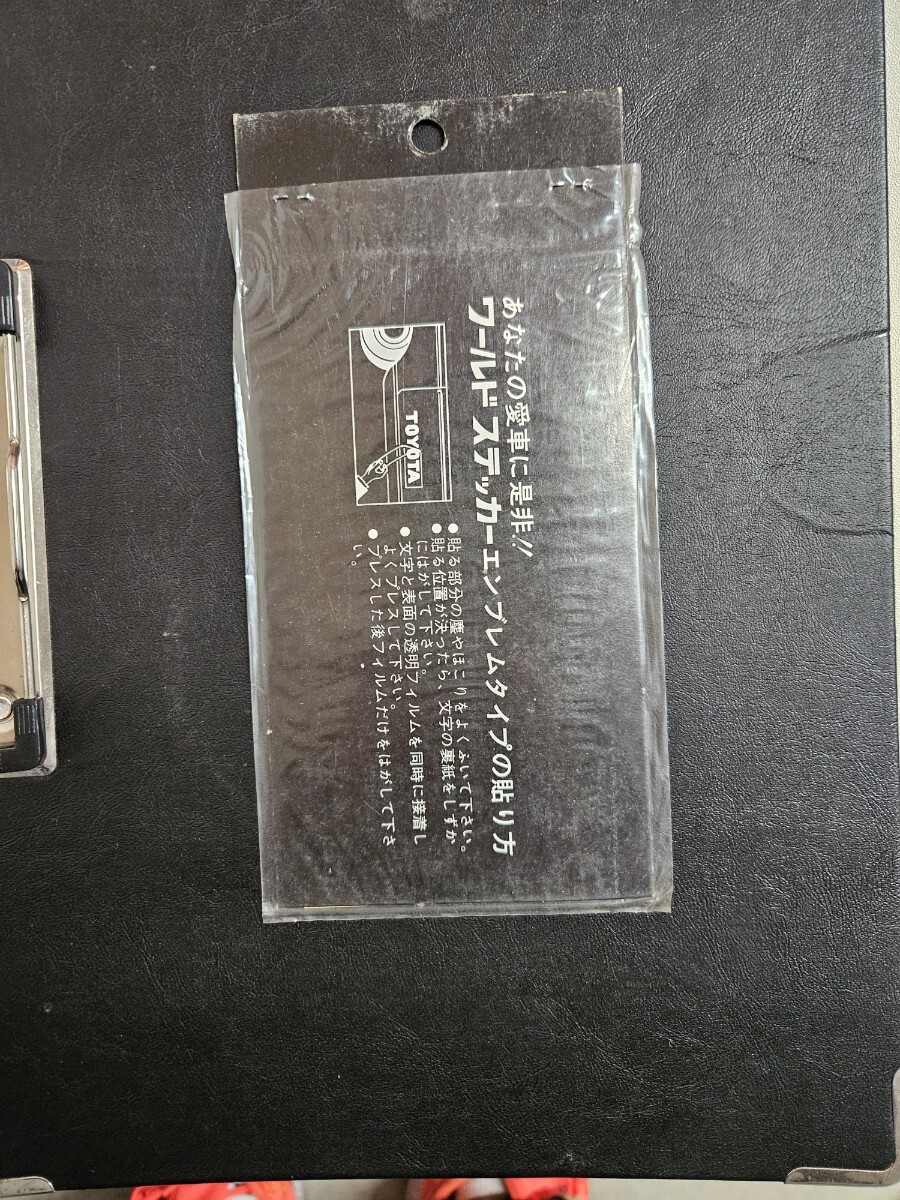 あなたの愛車に是非!!
ワールドステッカーエンブレムタイプの貼り方
TOYOTA
●貼る部分の塵やほこりをよくふいて下さい。
●貼る位置が決ったら、文字の裏紙をしずか
にはがして下さい。
●文字と表面の透明フィルムを同時に接着し
よくプレスして下さい。
●プレスした後フィルムだけをはがして下さ
い。